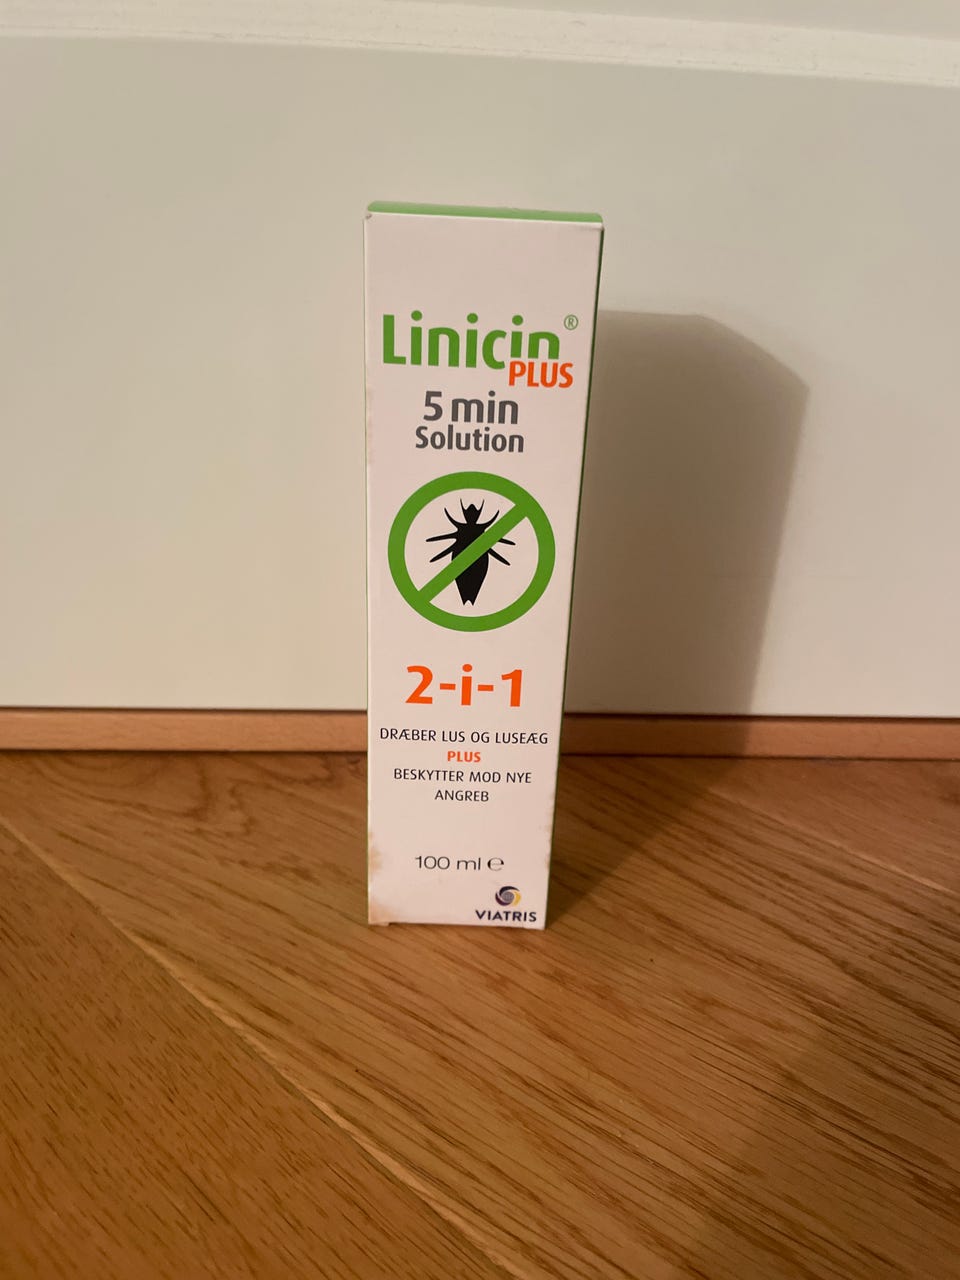 Linicin®
PLUS
5 min
Solution
2-i-1
DRÆBER LUS OG LUSEÆG
PLUS
BESKYTTER MOD NYE
ANGREB
100 ml ℮
VIATRIS